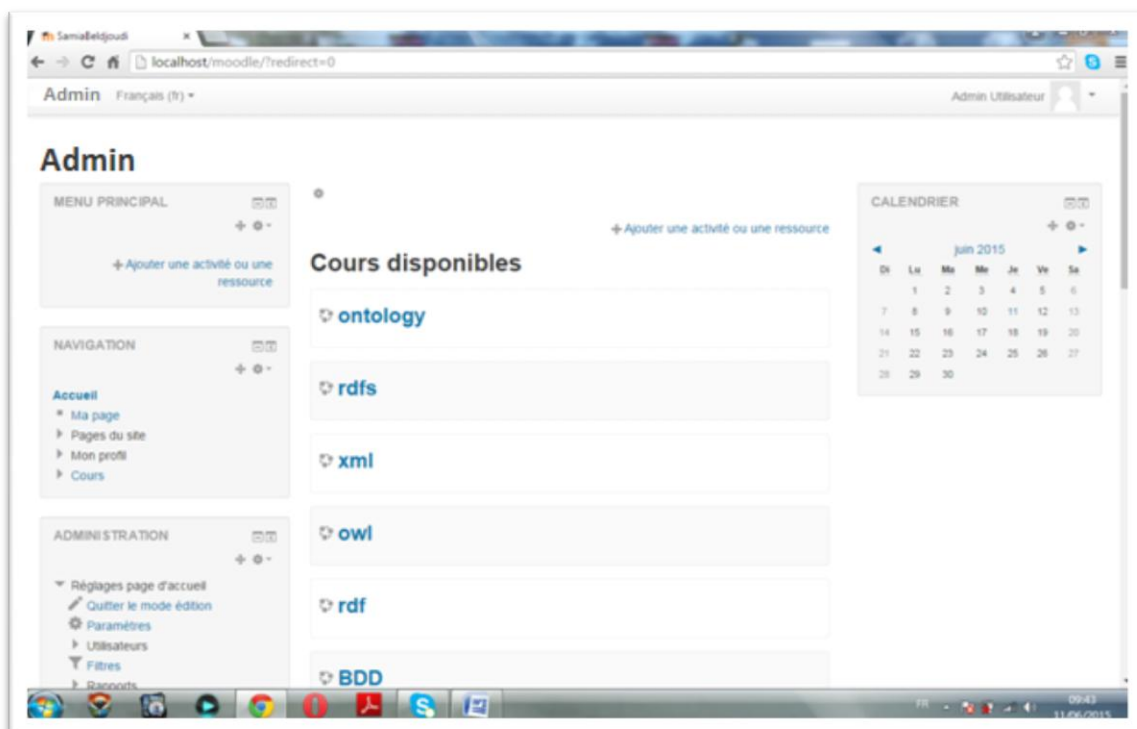 SamiaBeldjoudi
localhost/moodle/?redirect=0
Admin Français (fr)
Admin Utilisateur
Admin
MENU PRINCIPAL
Ajouter une activité ou une
ressource
NAVIGATION
Accueil
Ma page
Pages du site
Mon profil
Cours
ADMINISTRATION
Réglages page d'accueil
Quitter le mode édition
Paramètres
Utilisateurs
Filtres
Rapports
Ajouter une activité ou une ressource
Cours disponibles
ontology
rdfs
xml
owl
rdf
BDD
CALENDRIER
juin 2015
Di Lu Ma Me Je Ve Sa
1 2 3 4 5 6
7 8 9 10 11 12 13
14 15 16 17 18 19 20
21 22 23 24 25 26 27
28 29 30
FR
09:43
11/06/2015